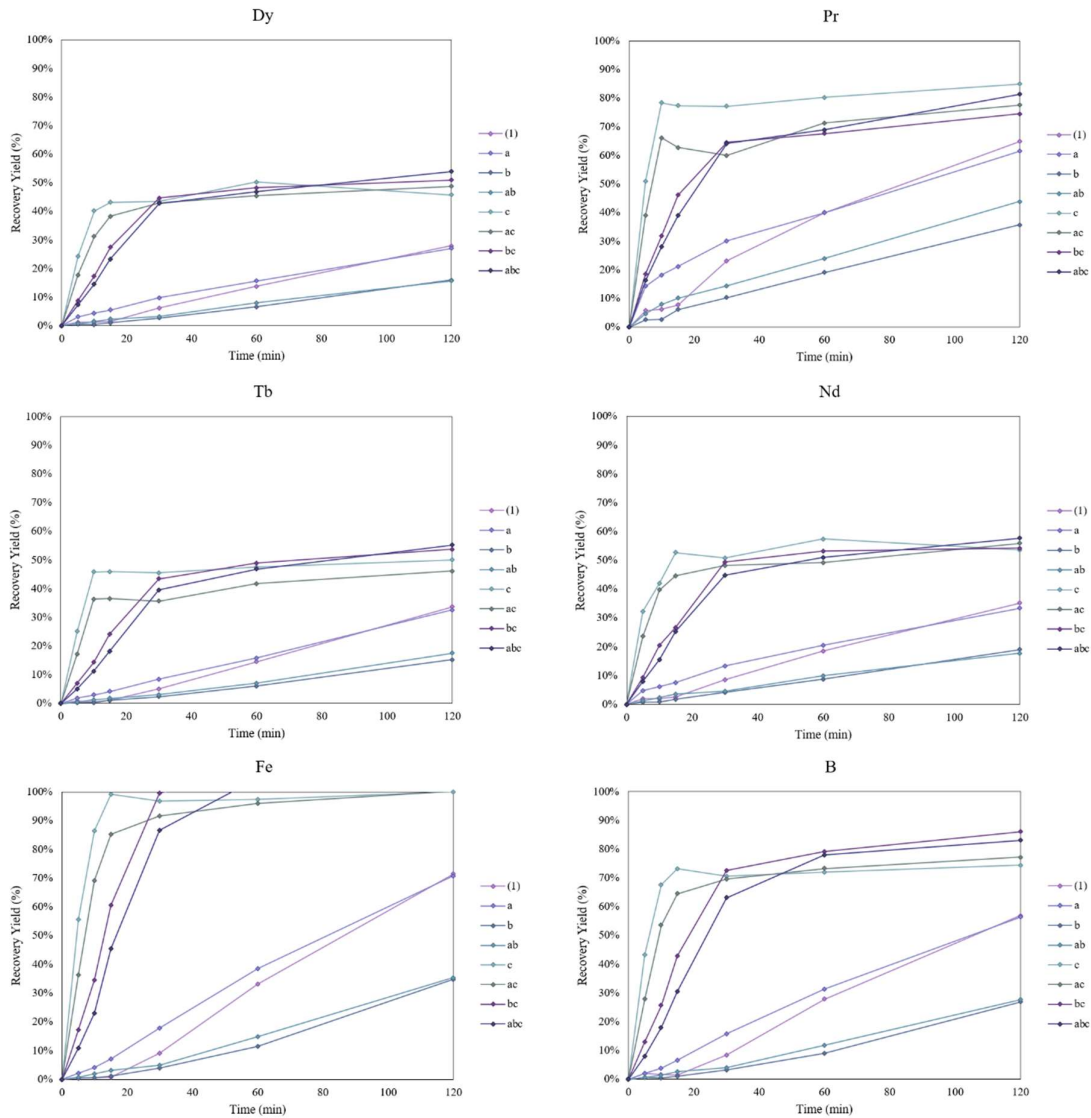 Dy
100%
90%
80%
70%
60%
50%
40%
30%
20%
10%
0%
Recovery Yield (%)
0 20 40 60 80 100 120
Time (min)
(1)
a
b
ab
c
ac
bc
abc
Pr
100%
90%
80%
70%
60%
50%
40%
30%
20%
10%
0%
Recovery Yield (%)
0 20 40 60 80 100 120
Time (min)
(1)
a
b
ab
c
ac
bc
abc
Tb
100%
90%
80%
70%
60%
50%
40%
30%
20%
10%
0%
Recovery Yield (%)
0 20 40 60 80 100 120
Time (min)
(1)
a
b
ab
c
ac
bc
abc
Nd
100%
90%
80%
70%
60%
50%
40%
30%
20%
10%
0%
Recovery Yield (%)
0 20 40 60 80 100 120
Time (min)
(1)
a
b
ab
c
ac
bc
abc
Fe
100%
90%
80%
70%
60%
50%
40%
30%
20%
10%
0%
Recovery Yield (%)
0 20 40 60 80 100 120
Time (min)
(1)
a
b
ab
c
ac
bc
abc
B
100%
90%
80%
70%
60%
50%
40%
30%
20%
10%
0%
Recovery Yield (%)
0 20 40 60 80 100 120
Time (min)
(1)
a
b
ab
c
ac
bc
abc